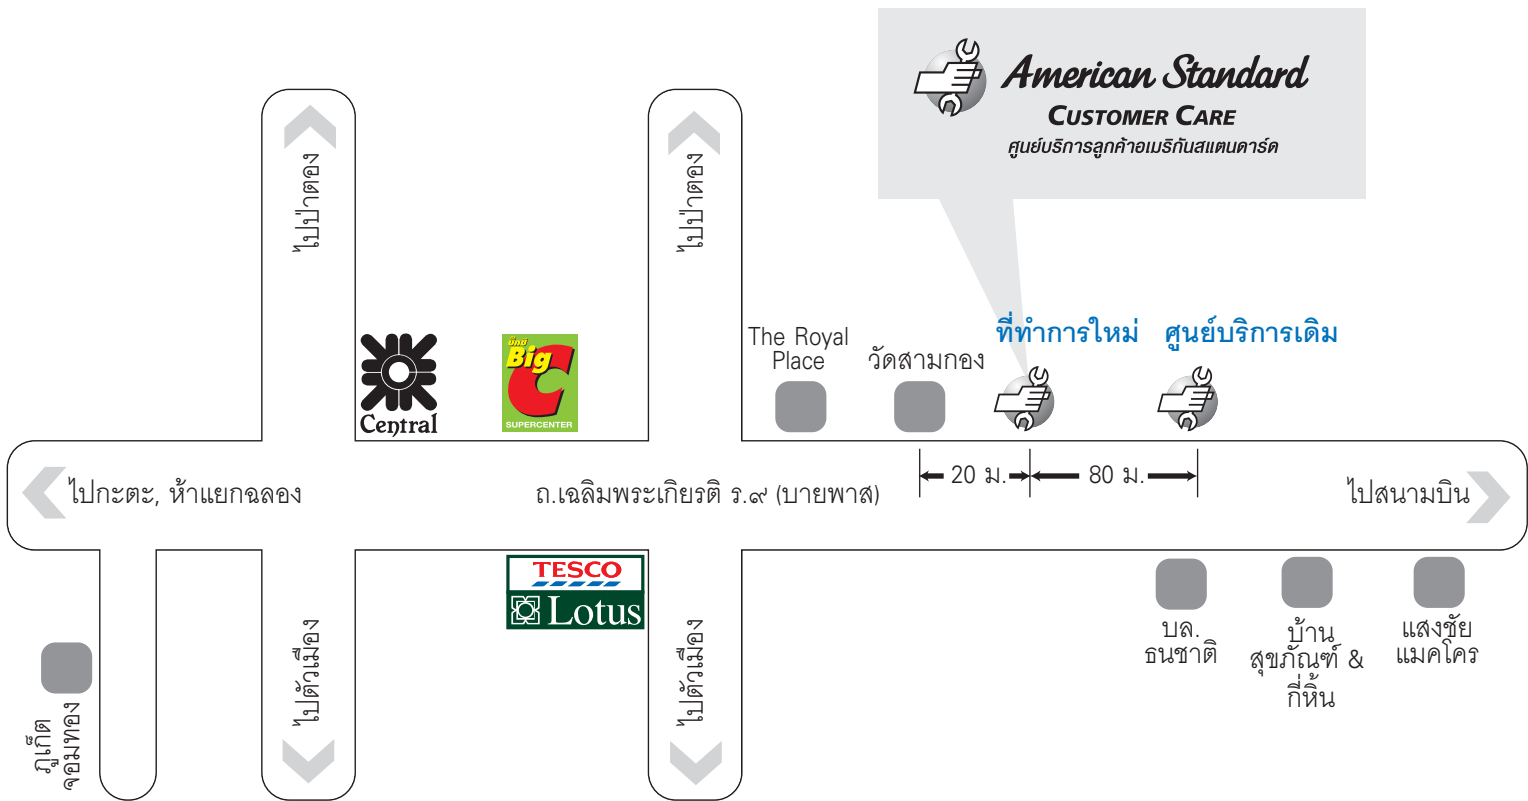 American Standard
CUSTOMER CARE
ศูนย์บริการลูกค้าอเมริกันสแตนดาร์ด
ไปป่าตอง
ไปป่าตอง
Central
บิ๊กซี
Big
C
SUPERCENTER
The Royal
Place
วัดสามกอง
ที่ทำการใหม่
ศูนย์บริการเดิม
20 ม.
80 ม.
ไปกะตะ, ห้าแยกฉลอง
ถ.เฉลิมพระเกียรติ ร.๙ (บายพาส)
ไปสนามบิน
TESCO
Lotus
บล.
ธนชาติ
บ้าน
สุขภัณฑ์ &
กี่หิ้น
แสงชัย
แมคโคร
ไปตัวเมือง
ไปตัวเมือง
ภูเก็ต
จอมทอง